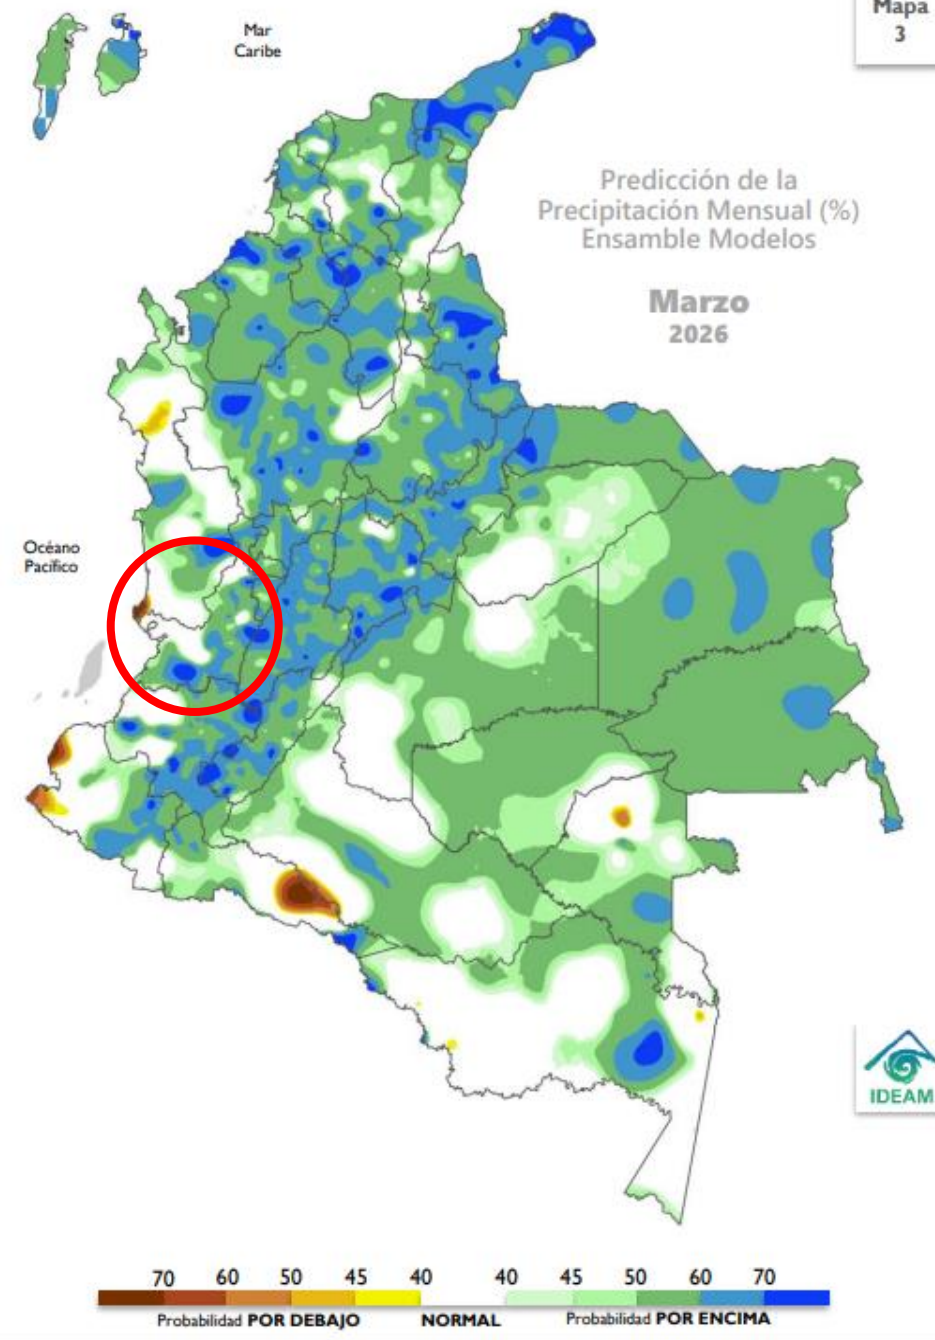 Mapa
3
Mar
Caribe
Predicción de la
Precipitación Mensual (%)
Ensamble Modelos
Marzo
2026
Océano
Pacífico
IDEAM
70 60 50 45 40 40 45 50 60 70
Probabilidad POR DEBAJO NORMAL Probabilidad POR ENCIMA